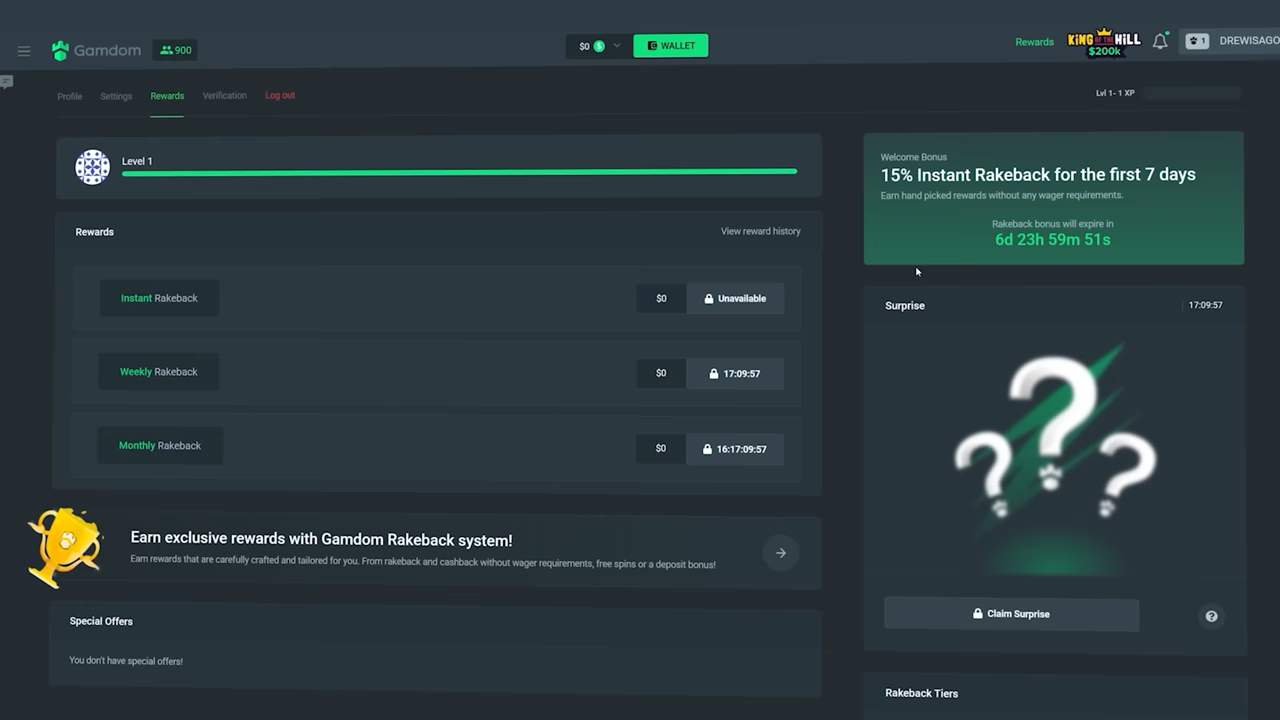 Gamdom
900
$0
WALLET
Rewards
KING OF THE HILL
$200k
1
DREWISAGO
Profile
Settings
Rewards
Verification
Log out
Lvl 1- 1 XP
Level 1
Welcome Bonus
15% Instant Rakeback for the first 7 days
Earn hand picked rewards without any wager requirements.
Rakeback bonus will expire in
6d 23h 59m 51s
Rewards
View reward history
Instant Rakeback
$0
Unavailable
Weekly Rakeback
$0
17:09:57
Monthly Rakeback
$0
16:17:09:57
Surprise
17:09:57
Claim Surprise
Earn exclusive rewards with Gamdom Rakeback system!
Earn rewards that are carefully crafted and tailored for you. From rakeback and cashback without wager requirements, free spins or a deposit bonus!
Special Offers
You don't have special offers!
Rakeback Tiers